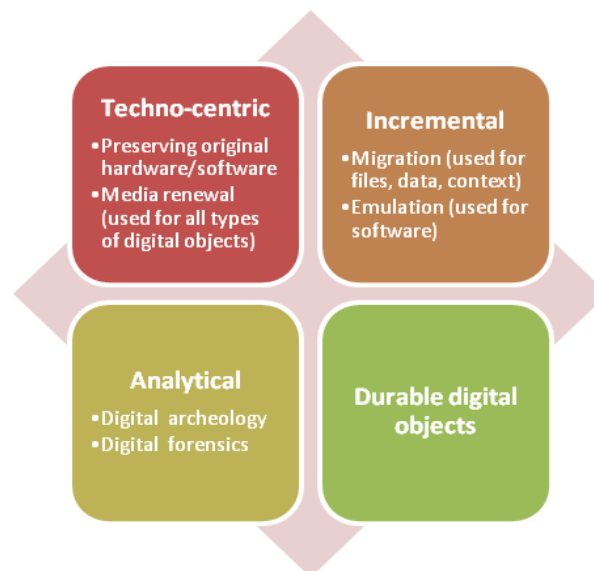 Techno-centric
•Preserving original
hardware/software
•Media renewal
(used for all types
of digital objects)
Incremental
•Migration (used for
files, data, context)
•Emulation (used for
software)
Analytical
•Digital archeology
•Digital forensics
Durable digital
objects